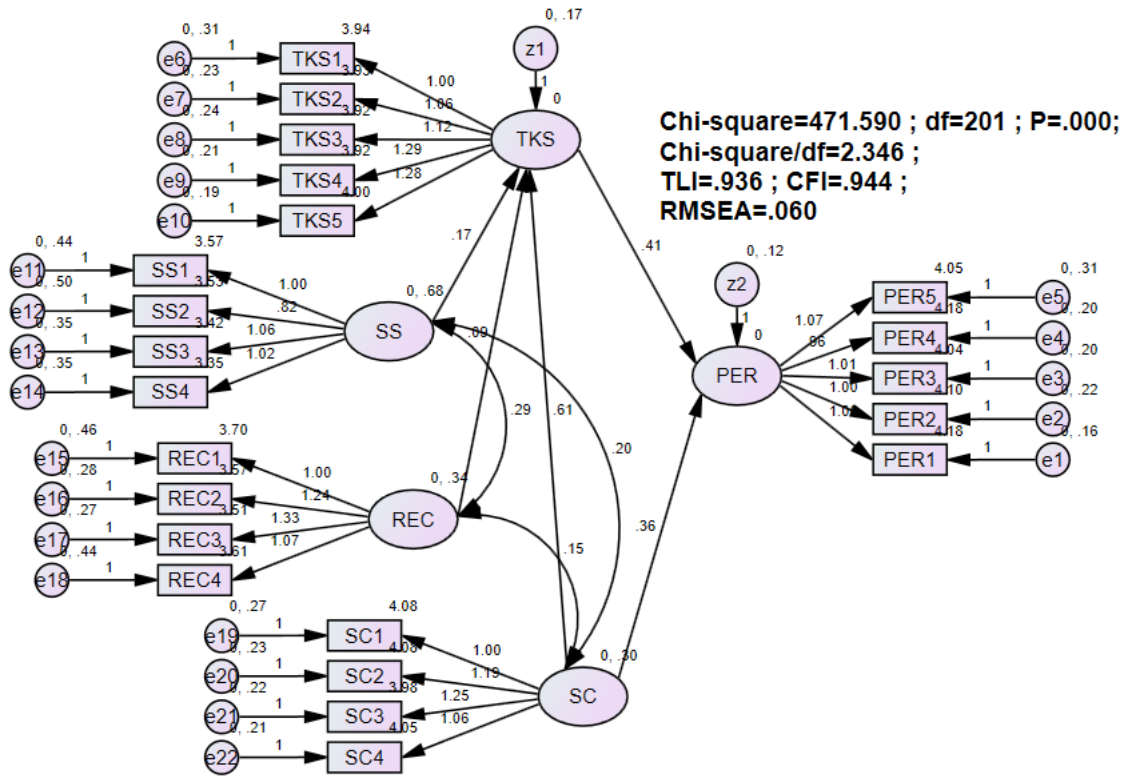 0, .31
e6
1
3.94
TKS1
1.00
0, .23
e7
1
3.93
TKS2
1.06
0, .24
e8
1
3.92
TKS3
1.12
0, .21
e9
1
3.92
TKS4
1.29
0, .19
e10
1
4.00
TKS5
1.28
0, .17
z1
1
0
TKS
Chi-square=471.590 ; df=201 ; P=.000;
Chi-square/df=2.346 ;
TLI=.936 ; CFI=.944 ;
RMSEA=.060
0, .44
e11
1
3.57
SS1
1.00
0, .50
e12
1
3.53
SS2
.82
0, .35
e13
1
3.42
SS3
1.06
0, .35
e14
1
3.35
SS4
1.02
0, .68
SS
.17
.09
.61
.41
.29
.20
.15
.36
0, .12
z2
1
0
PER
1.07
4.05
PER5
1
0, .31
e5
.96
4.18
PER4
1
0, .20
e4
1.01
4.04
PER3
1
0, .20
e3
1.00
4.10
PER2
1
0, .22
e2
4.18
PER1
1
0, .16
e1
0, .46
e15
1
3.70
REC1
1.00
0, .28
e16
1
3.57
REC2
1.24
0, .27
e17
1
3.51
REC3
1.33
0, .44
e18
1
3.61
REC4
1.07
0, .34
REC
0, .27
e19
1
4.08
SC1
1.00
0, .23
e20
1
4.08
SC2
1.19
0, .22
e21
1
3.98
SC3
1.25
0, .21
e22
1
4.05
SC4
1.06
0, .30
SC